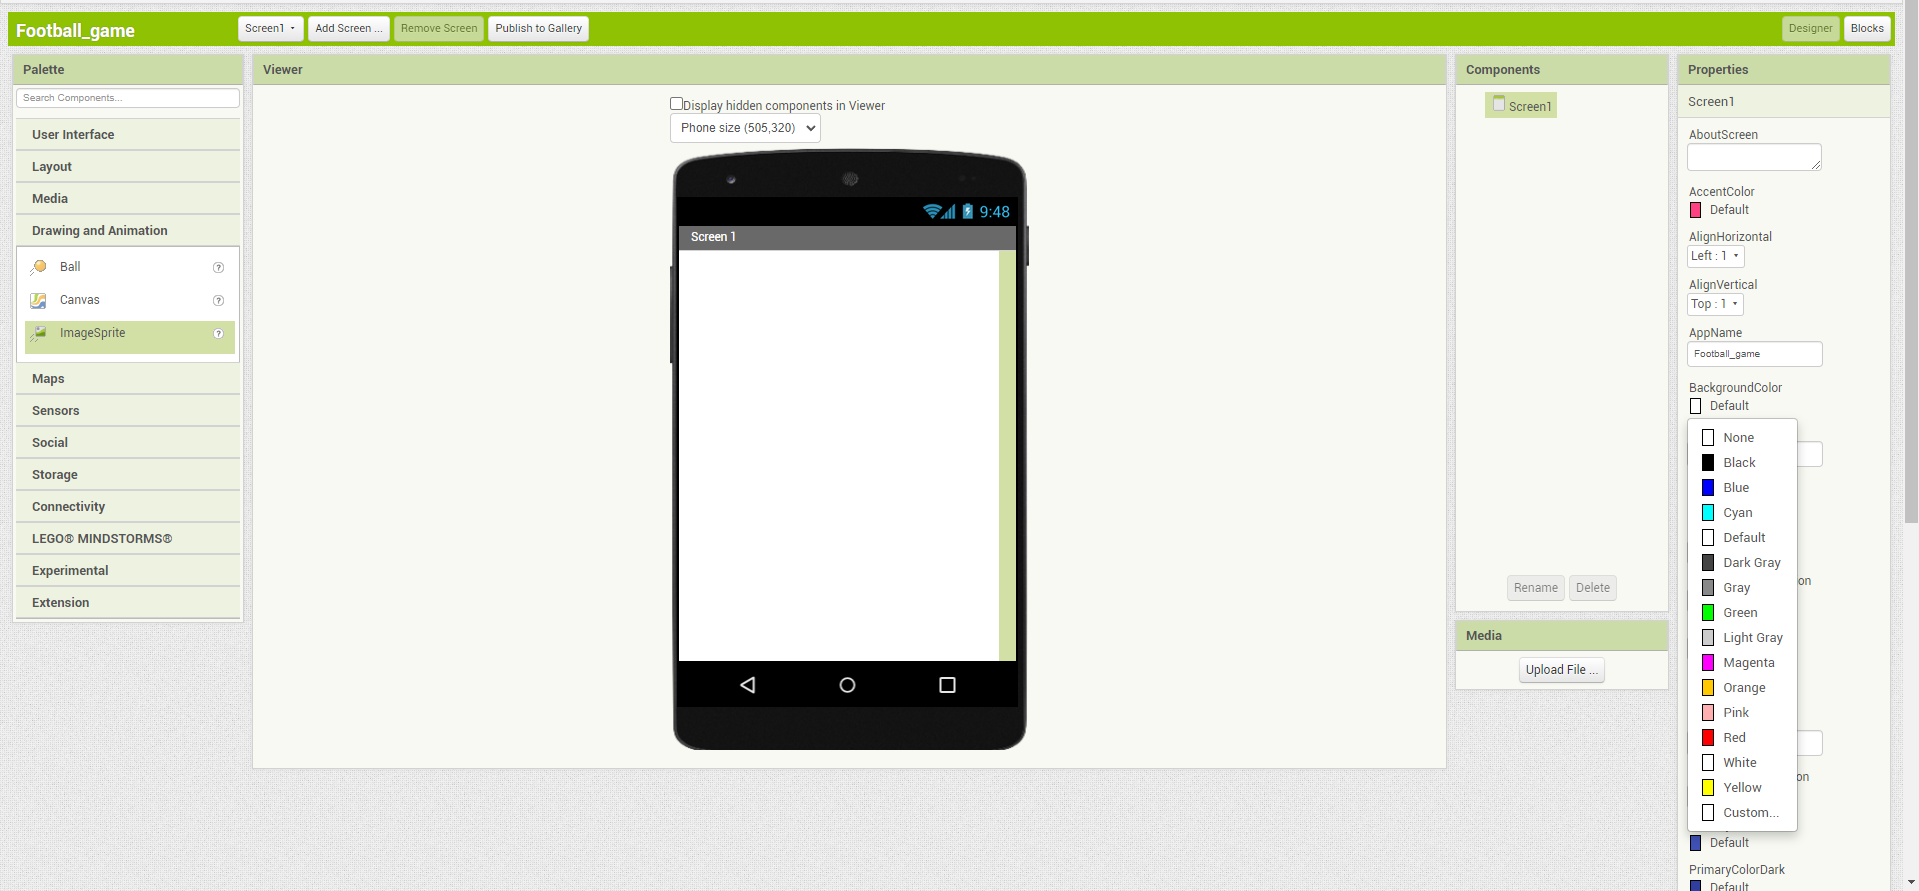 Football_game
Screen1
Add Screen ...
Remove Screen
Publish to Gallery
Designer
Blocks
Palette
Search Components...
User Interface
Layout
Media
Drawing and Animation
Ball
?
Canvas
?
ImageSprite
?
Maps
Sensors
Social
Storage
Connectivity
LEGO® MINDSTORMS®
Experimental
Extension
Viewer
Display hidden components in Viewer
Phone size (505,320)
9:48
Screen 1
Components
Screen1
Rename
Delete
Media
Upload File ...
Properties
Screen1
AboutScreen
AccentColor
Default
AlignHorizontal
Left : 1
AlignVertical
Top : 1
AppName
Football_game
BackgroundColor
Default
None
Black
Blue
Cyan
Default
Dark Gray
Gray
Green
Light Gray
Magenta
Orange
Pink
Red
White
Yellow
Custom...
on
on
Default
PrimaryColorDark
Default